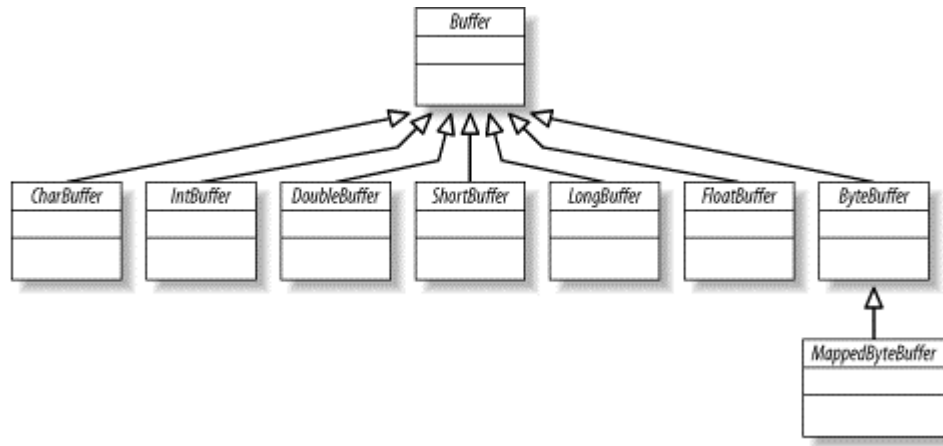 Buffer
CharBuffer
IntBuffer
DoubleBuffer
ShortBuffer
LongBuffer
FloatBuffer
ByteBuffer
MappedByteBuffer